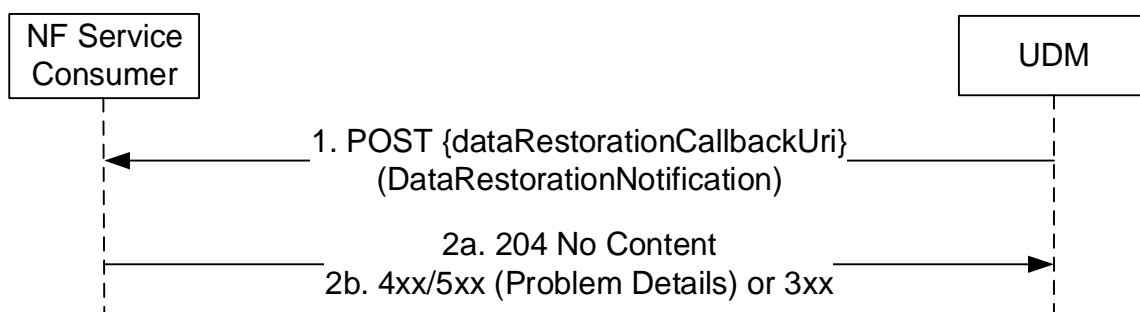 NF Service
Consumer
UDM
1. POST {dataRestorationCallbackUri}
(DataRestorationNotification)
2a. 204 No Content
2b. 4xx/5xx (Problem Details) or 3xx